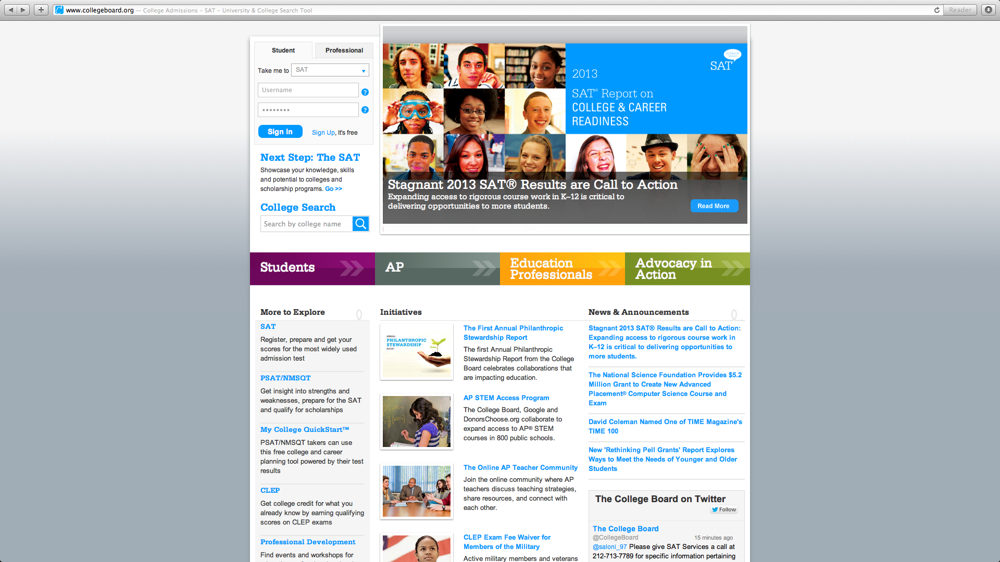 www.collegeboard.org — College Admissions – SAT – University & College Search Tool
Reader
Student
Professional
Take me to
SAT
Username
Sign In
Sign Up, It's free
Next Step: The SAT
Showcase your knowledge, skills
and potential to colleges and
scholarship programs. Go >>
College Search
Search by college name
achieve
more
SAT
2013
SAT® Report on
COLLEGE & CAREER
READINESS
Stagnant 2013 SAT® Results are Call to Action
Expanding access to rigorous course work in K–12 is critical to
delivering opportunities to more students.
Read More
Students
AP
Education
Professionals
Advocacy in
Action
More to Explore
SAT
Register, prepare and get your
scores for the most widely used
admission test
PSAT/NMSQT
Get insight into strengths and
weaknesses, prepare for the SAT
and qualify for scholarships
My College QuickStart™
PSAT/NMSQT takers can use
this free college and career
planning tool powered by their test
results
CLEP
Get college credit for what you
already know by earning qualifying
scores on CLEP exams
Professional Development
Find events and workshops for
Initiatives
ANNUAL
PHILANTHROPIC
STEWARDSHIP
REPORT
The First Annual Philanthropic
Stewardship Report
The first Annual Philanthropic
Stewardship Report from the College
Board celebrates collaborations that
are impacting education.
AP STEM Access Program
The College Board, Google and
DonorsChoose.org collaborate to
expand access to AP® STEM
courses in 800 public schools.
The Online AP Teacher Community
Join the online community where AP
teachers discuss teaching strategies,
share resources, and connect with
each other.
CLEP Exam Fee Waiver for
Members of the Military
Active military members and veterans
News & Announcements
Stagnant 2013 SAT® Results are Call to Action:
Expanding access to rigorous course work in
K–12 is critical to delivering opportunities to
more students.
The National Science Foundation Provides $5.2
Million Grant to Create New Advanced
Placement® Computer Science Course and
Exam
David Coleman Named One of TIME Magazine's
TIME 100
New 'Rethinking Pell Grants' Report Explores
Ways to Meet the Needs of Younger and Older
Students
The College Board on Twitter
Follow
The College Board
@CollegeBoard
15 minutes ago
@saloni_97 Please give SAT Services a call at
212-713-7789 for specific information pertaining